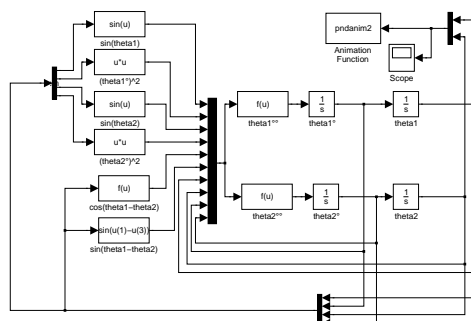 sin(u)
sin(theta1)
u*u
(theta1°)^2
sin(u)
sin(theta2)
u*u
(theta2°)^2
f(u)
cos(theta1-theta2)
sin(u(1)-u(3))
sin(theta1-theta2)
f(u)
theta1°°
1
s
theta1°
1
s
theta1
f(u)
theta2°°
1
s
theta2°
1
s
theta2
pndanim2
Animation
Function
Scope